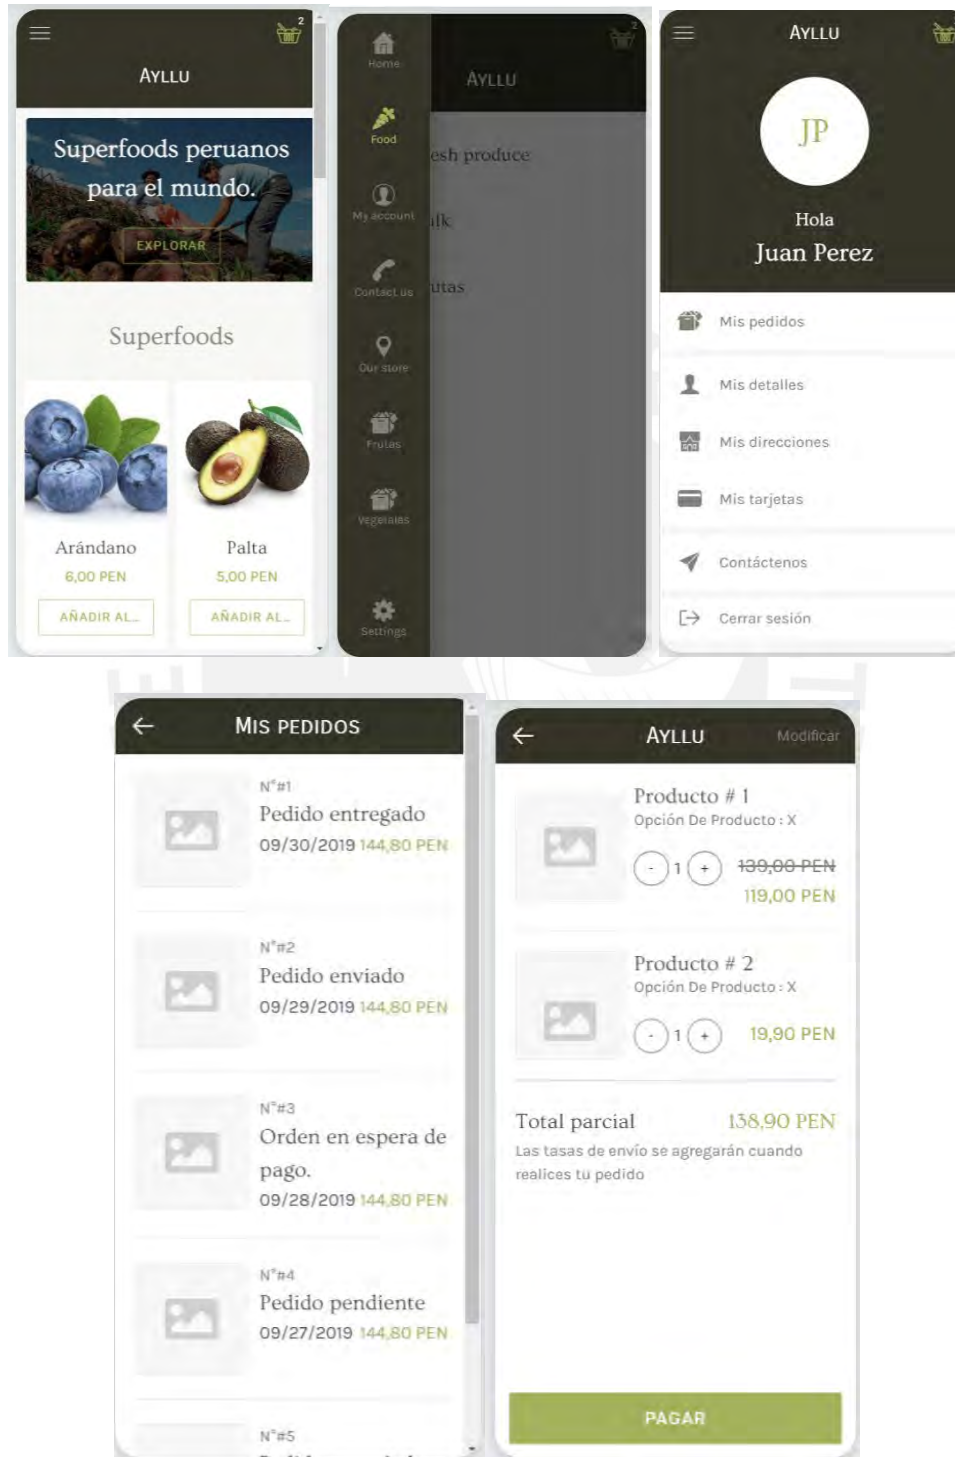 2
AYLLU
Superfoods peruanos
para el mundo.
EXPLORAR
Superfoods
Arándano
6,00 PEN
AÑADIR AL...
Palta
5,00 PEN
AÑADIR AL...
2
AYLLU
Home
Food
My account
Contact us
Our store
Frutas
Vegetales
Settings
esh produce
ulk
utas
AYLLU
JP
Hola
Juan Perez
Mis pedidos
Mis detalles
Mis direcciones
Mis tarjetas
Contáctenos
Cerrar sesión
MIS PEDIDOS
N°#1
Pedido entregado
09/30/2019 144,80 PEN
N°#2
Pedido enviado
09/29/2019 144,80 PEN
N°#3
Orden en espera de
pago.
09/28/2019 144,80 PEN
N°#4
Pedido pendiente
09/27/2019 144,80 PEN
N°#5
AYLLU
Modificar
Producto # 1
Opción De Producto : X
- 1 +
139,00 PEN
119,00 PEN
Producto # 2
Opción De Producto : X
- 1 + 19,90 PEN
Total parcial 138,90 PEN
Las tasas de envío se agregarán cuando
realices tu pedido
PAGAR